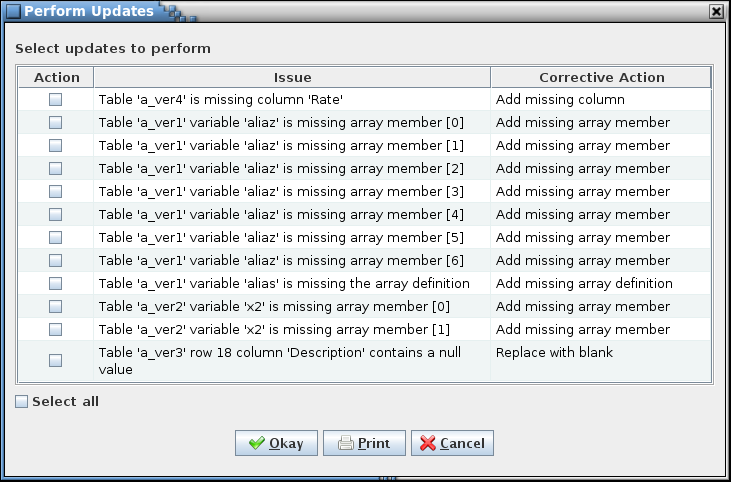 Perform Updates
Select updates to perform
Action Issue Corrective Action
Table 'a_ver4' is missing column 'Rate' Add missing column
Table 'a_ver1' variable 'aliaz' is missing array member [0] Add missing array member
Table 'a_ver1' variable 'aliaz' is missing array member [1] Add missing array member
Table 'a_ver1' variable 'aliaz' is missing array member [2] Add missing array member
Table 'a_ver1' variable 'aliaz' is missing array member [3] Add missing array member
Table 'a_ver1' variable 'aliaz' is missing array member [4] Add missing array member
Table 'a_ver1' variable 'aliaz' is missing array member [5] Add missing array member
Table 'a_ver1' variable 'aliaz' is missing array member [6] Add missing array member
Table 'a_ver1' variable 'alias' is missing the array definition Add missing array definition
Table 'a_ver2' variable 'x2' is missing array member [0] Add missing array member
Table 'a_ver2' variable 'x2' is missing array member [1] Add missing array member
Table 'a_ver3' row 18 column 'Description' contains a null Replace with blank
value
Select all
Okay Print Cancel